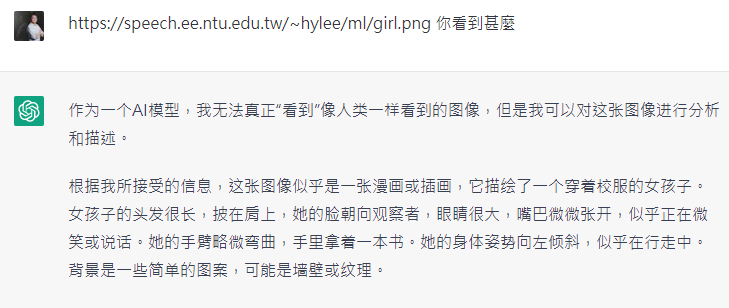 https://speech.ee.ntu.edu.tw/~hylee/ml/girl.png 你看到甚麼
作为一个AI模型，我无法真正“看到”像人类一样看到的图像，但是我可以对这张图像进行分析
和描述。
根据我所接受的信息，这张图像似乎是一张漫画或插画，它描绘了一个穿着校服的女孩子。
女孩子的头发很长，披在肩上，她的脸朝向观察者，眼睛很大，嘴巴微微张开，似乎正在微
笑或说话。她的手臂略微弯曲，手里拿着一本书。她的身体姿势向左倾斜，似乎在行走中。
背景是一些简单的图案，可能是墙壁或纹理。